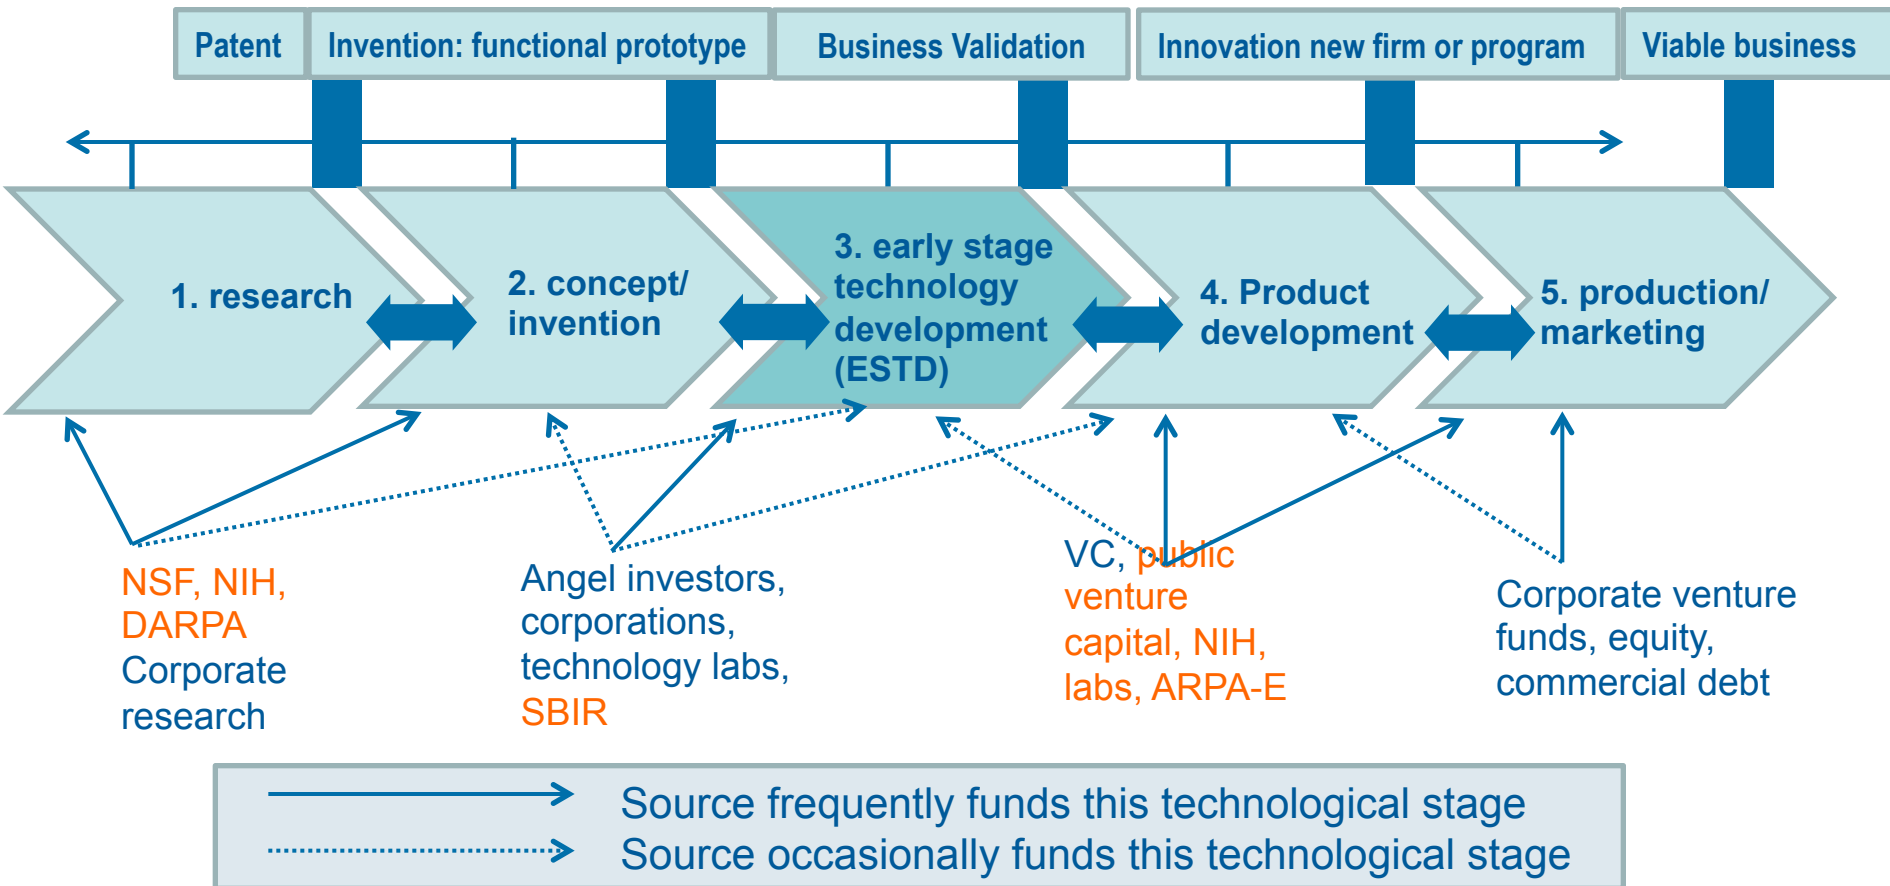 Patent
Invention: functional prototype
Business Validation
Innovation new firm or program
Viable business
1. research
2. concept/
invention
3. early stage
technology
development
(ESTD)
4. Product
development
5. production/
marketing
NSF, NIH,
DARPA
Corporate
research
Angel investors,
corporations,
technology labs,
SBIR
VC, public
venture
capital, NIH,
labs, ARPA-E
Corporate venture
funds, equity,
commercial debt
Source frequently funds this technological stage
Source occasionally funds this technological stage